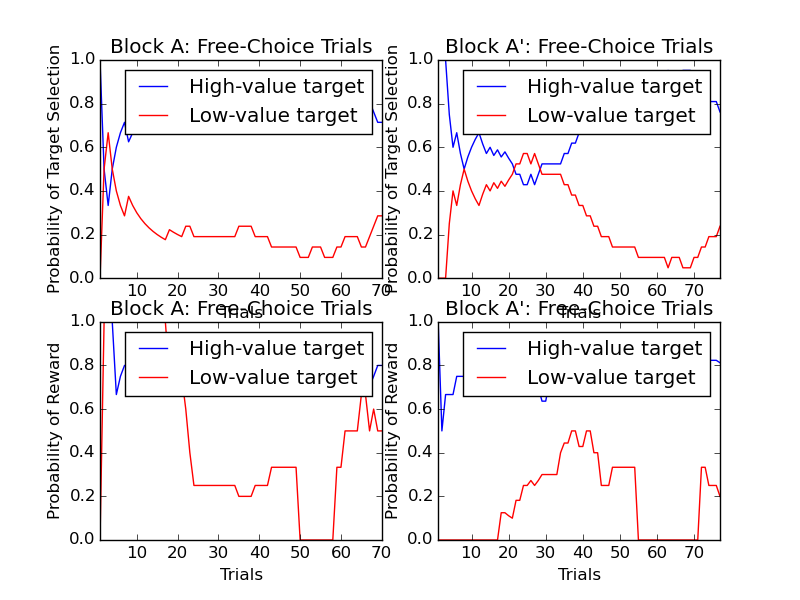 Block A: Free-Choice Trials
Probability of Target Selection
1.0
0.8
0.6
0.4
0.2
0.0
High-value target
Low-value target
10 20 30 40 50 60 70
Trials
Block A': Free-Choice Trials
Probability of Target Selection
1.0
0.8
0.6
0.4
0.2
0.0
High-value target
Low-value target
10 20 30 40 50 60 70
Trials
Block A: Free-Choice Trials
Probability of Reward
1.0
0.8
0.6
0.4
0.2
0.0
High-value target
Low-value target
10 20 30 40 50 60 70
Trials
Block A': Free-Choice Trials
Probability of Reward
1.0
0.8
0.6
0.4
0.2
0.0
High-value target
Low-value target
10 20 30 40 50 60 70
Trials